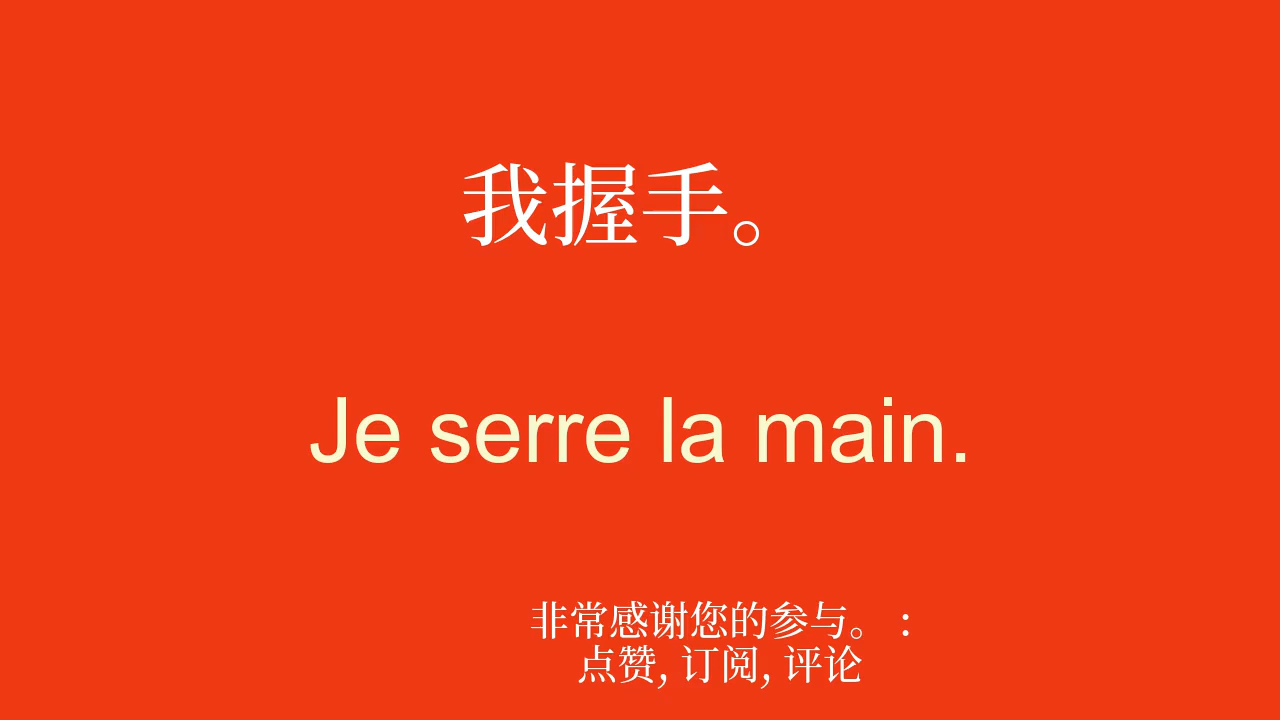 我握手。
Je serre la main.
非常感谢您的参与。 :
点赞, 订阅, 评论